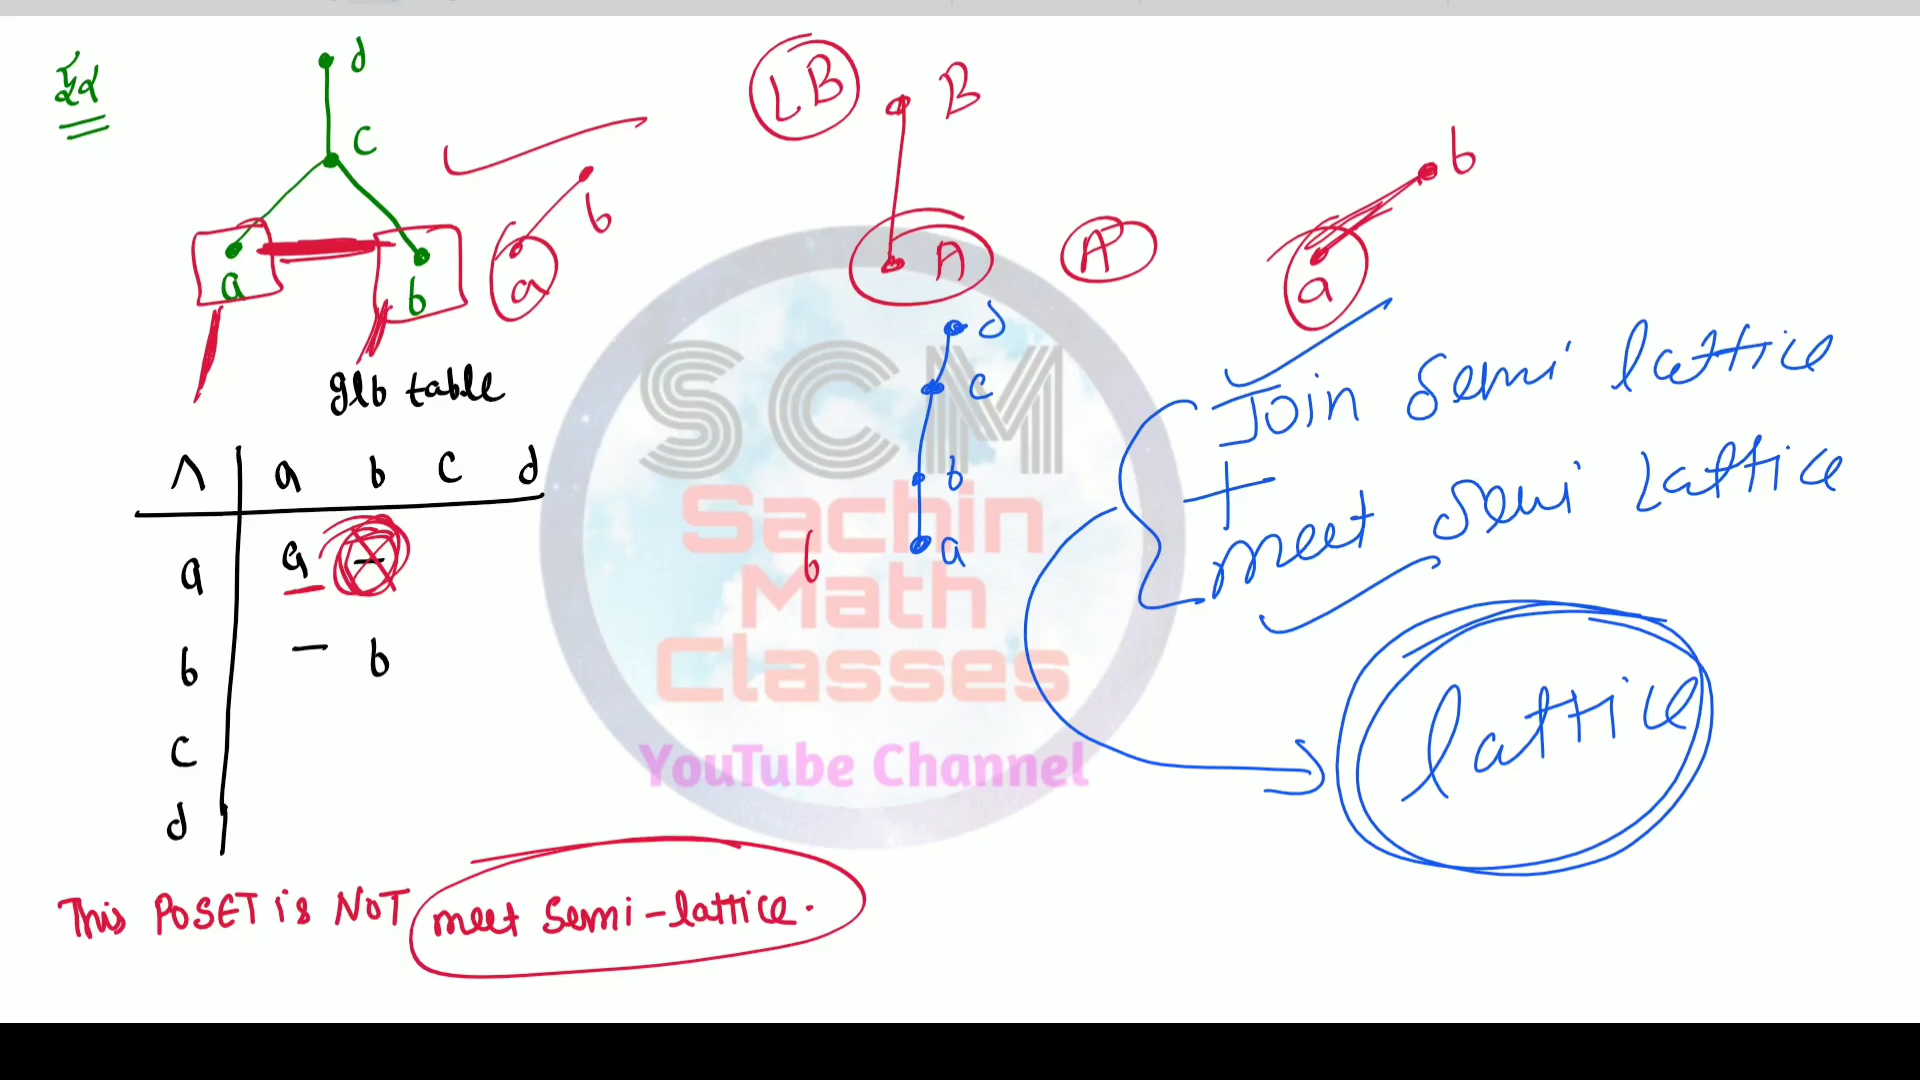 d
c
a
b
b
a
LB
B
A
A
b
a
glb table
∧ a b c d
a a –
b – b
c
d
d
c
b
a
b
Join Semi lattice
+
meet Semi Lattice
lattice
SCM
Sachin
Math
Classes
YouTube Channel
This POSET is NOT meet semi-lattice.